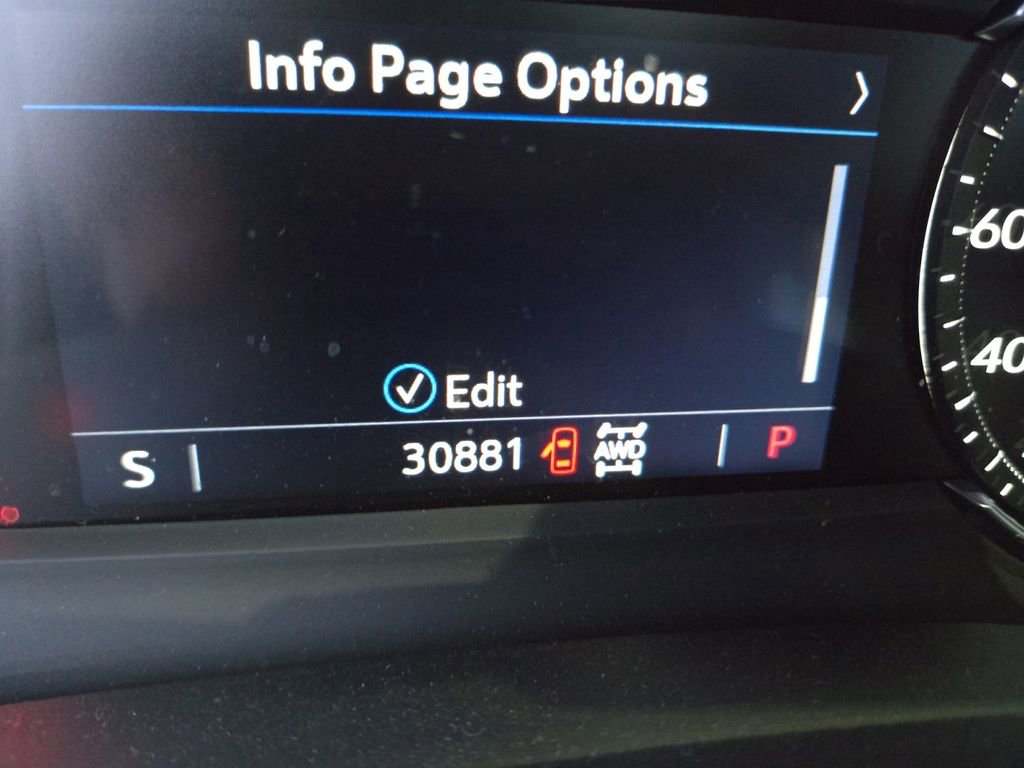 Info Page Options
Edit
S 30881 AWD P
60
40